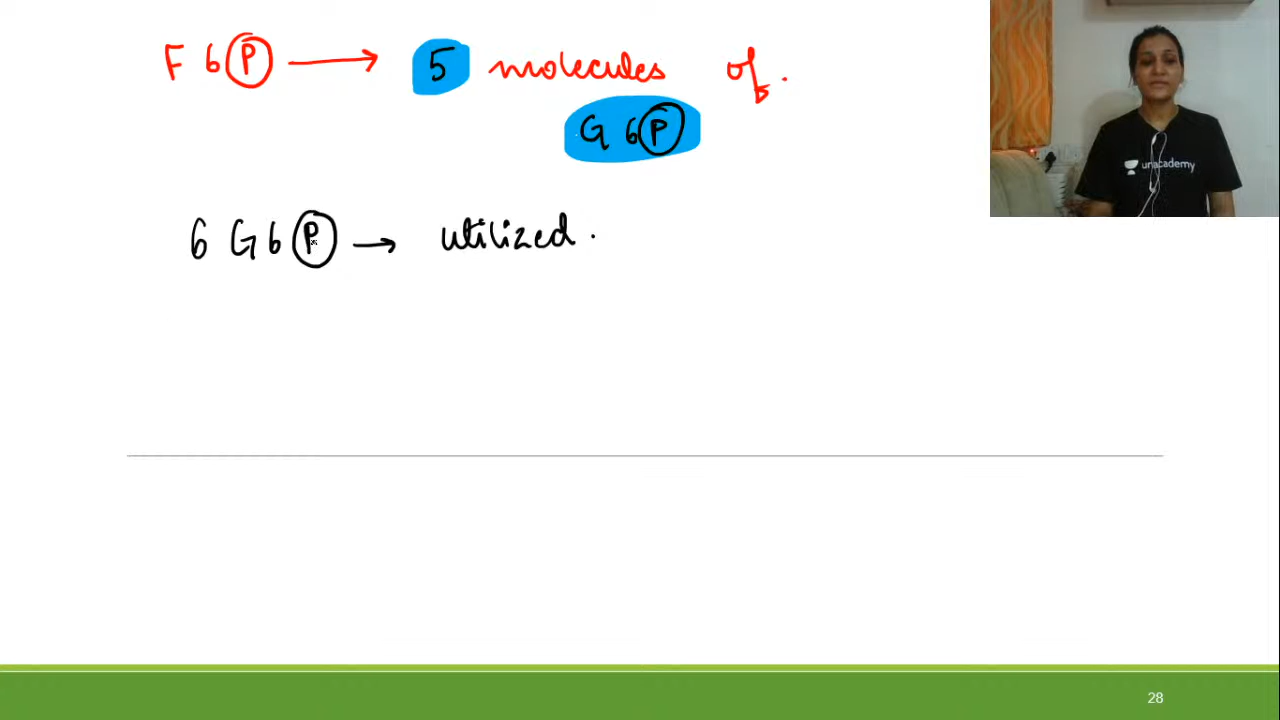 F 6 P → 5 molecules of.
G 6 P
unacademy
6 G 6 P → utilized.
28